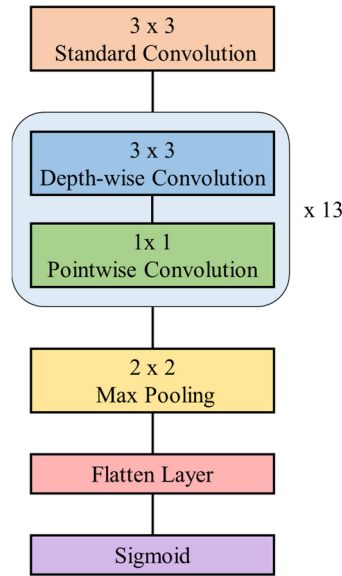 3 x 3
Standard Convolution
3 x 3
Depth-wise Convolution
1x 1
Pointwise Convolution
x 13
2 x 2
Max Pooling
Flatten Layer
Sigmoid